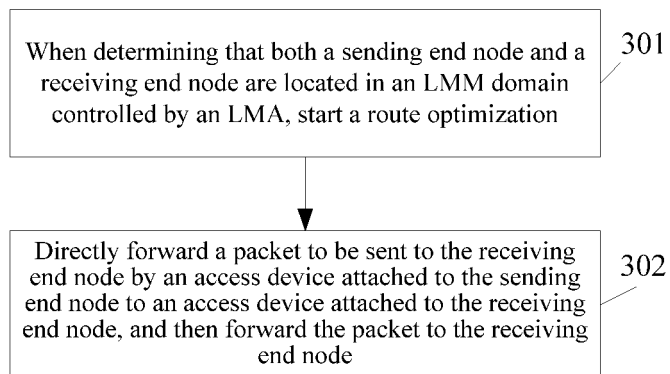 When determining that both a sending end node and a
receiving end node are located in an LMM domain
controlled by an LMA, start a route optimization
301
Directly forward a packet to be sent to the receiving
end node by an access device attached to the sending
end node to an access device attached to the receiving
end node, and then forward the packet to the receiving
end node
302